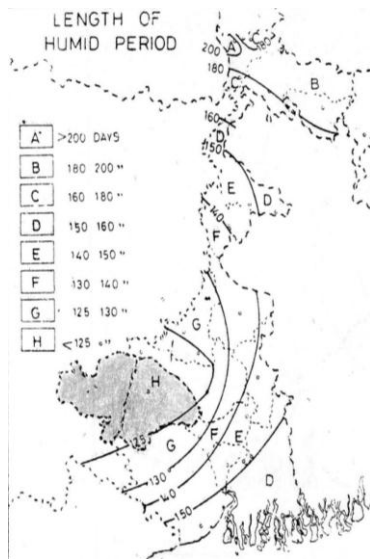 LENGTH OF
HUMID PERIOD
A >200 DAYS
B 180 200 "
C 160 180 "
D 150 160 "
E 140 150 "
F 130 140 "
G 125 130 "
H < 125 "
200 A 180 C
180
C B
160
D
150
E D
140
F
G
H
125
G F E
130
140
150 D